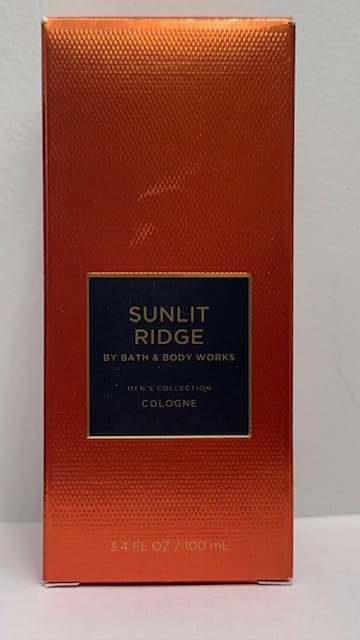 SUNLIT
RIDGE
BY BATH & BODY WORKS
MEN'S COLLECTION
COLOGNE
3.4 FL OZ / 100 mL